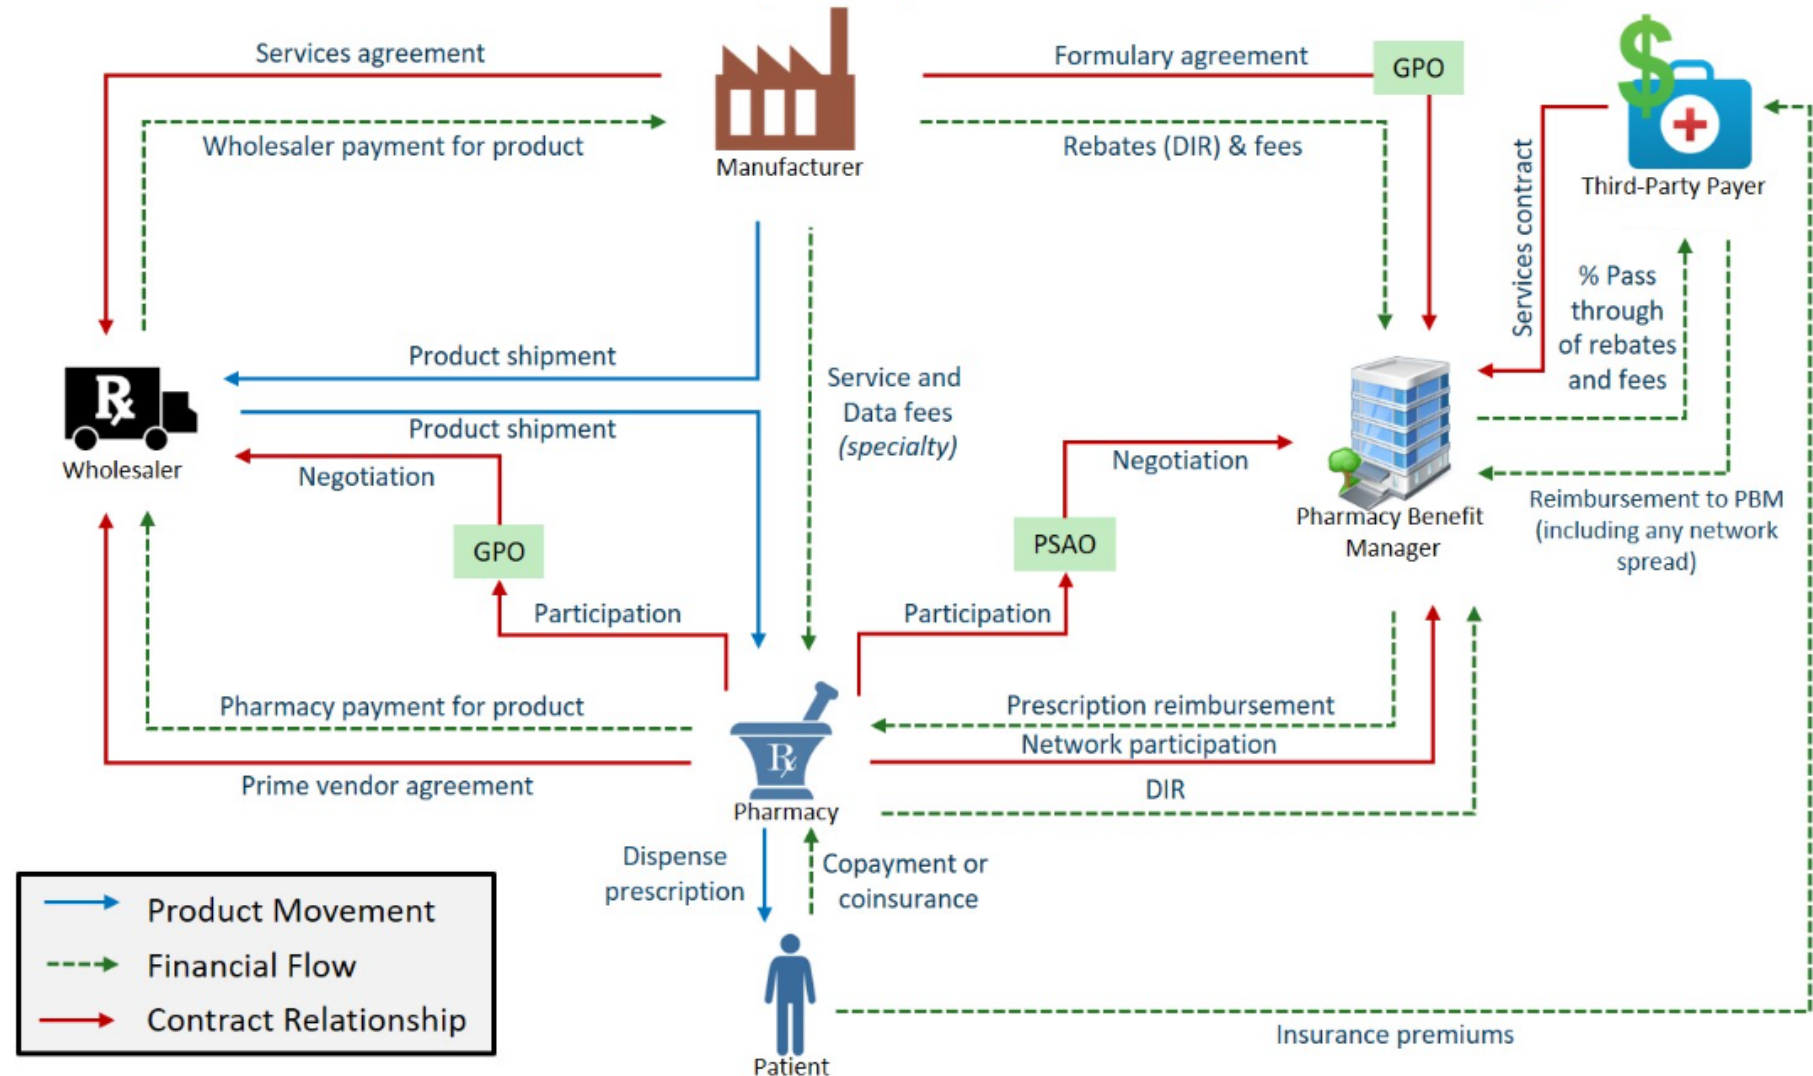 Services agreement
Formulary agreement
GPO
Wholesaler payment for product
Rebates (DIR) & fees
Manufacturer
Third-Party Payer
Services contract
% Pass
through
of rebates
and fees
Product shipment
Service and
Data fees
(specialty)
Rx
Product shipment
Wholesaler
Negotiation
Negotiation
Reimbursement to PBM
(including any network
spread)
Pharmacy Benefit
Manager
GPO
PSAO
Participation
Participation
Pharmacy payment for product
Prescription reimbursement
Network participation
Rx
Prime vendor agreement
DIR
Pharmacy
Dispense
prescription
Copayment or
coinsurance
Product Movement
Financial Flow
Contract Relationship
Insurance premiums
Patient